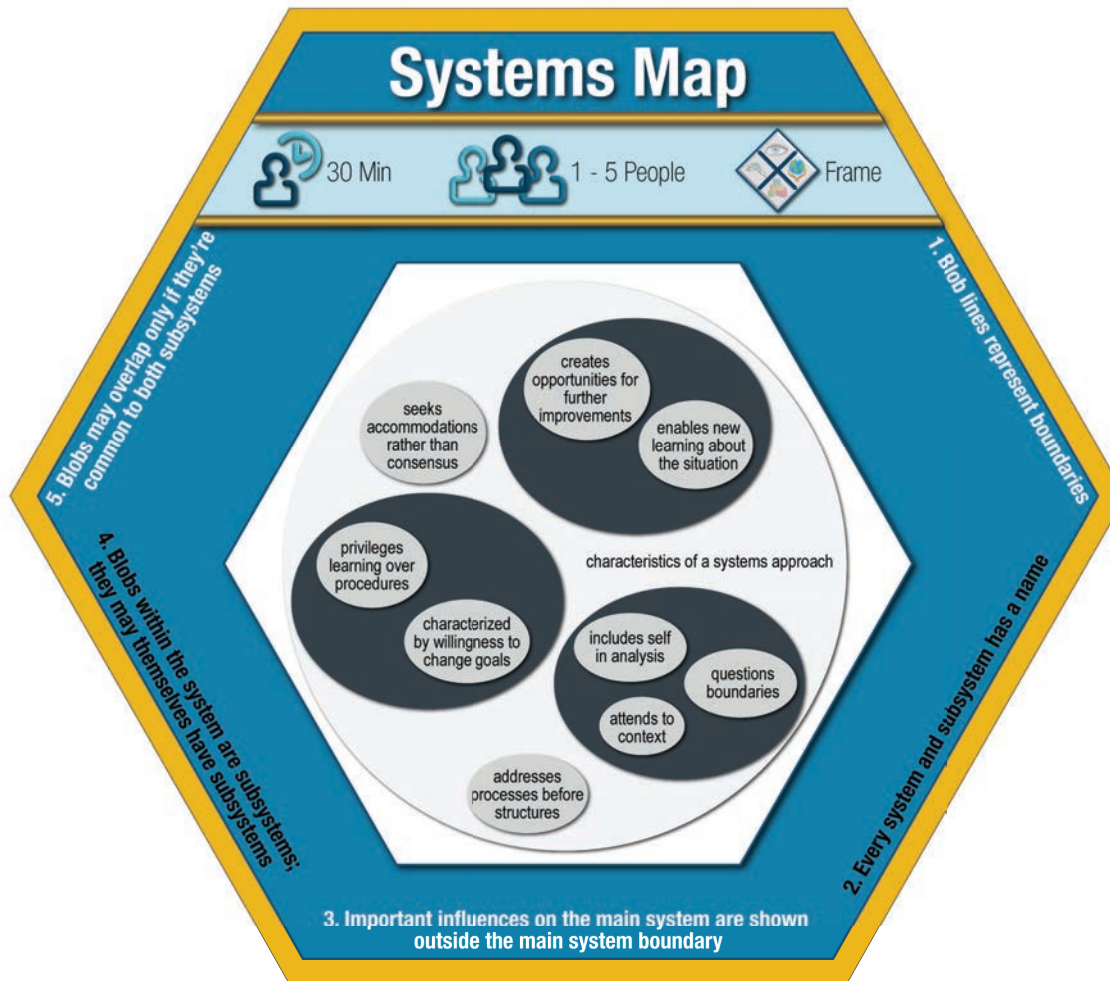 Systems Map
30 Min
1 - 5 People
Frame
1. Blob lines represent boundaries
2. Every system and subsystem has a name
3. Important influences on the main system are shown
outside the main system boundary
4. Blobs within the system are subsystems;
they may themselves have subsystems
5. Blobs may overlap only if they're
common to both subsystems
creates
opportunities for
further
improvements
enables new
learning about
the situation
seeks
accommodations
rather than
consensus
privileges
learning over
procedures
characterized
by willingness to
change goals
characteristics of a systems approach
includes self
in analysis
questions
boundaries
attends to
context
addresses
processes before
structures